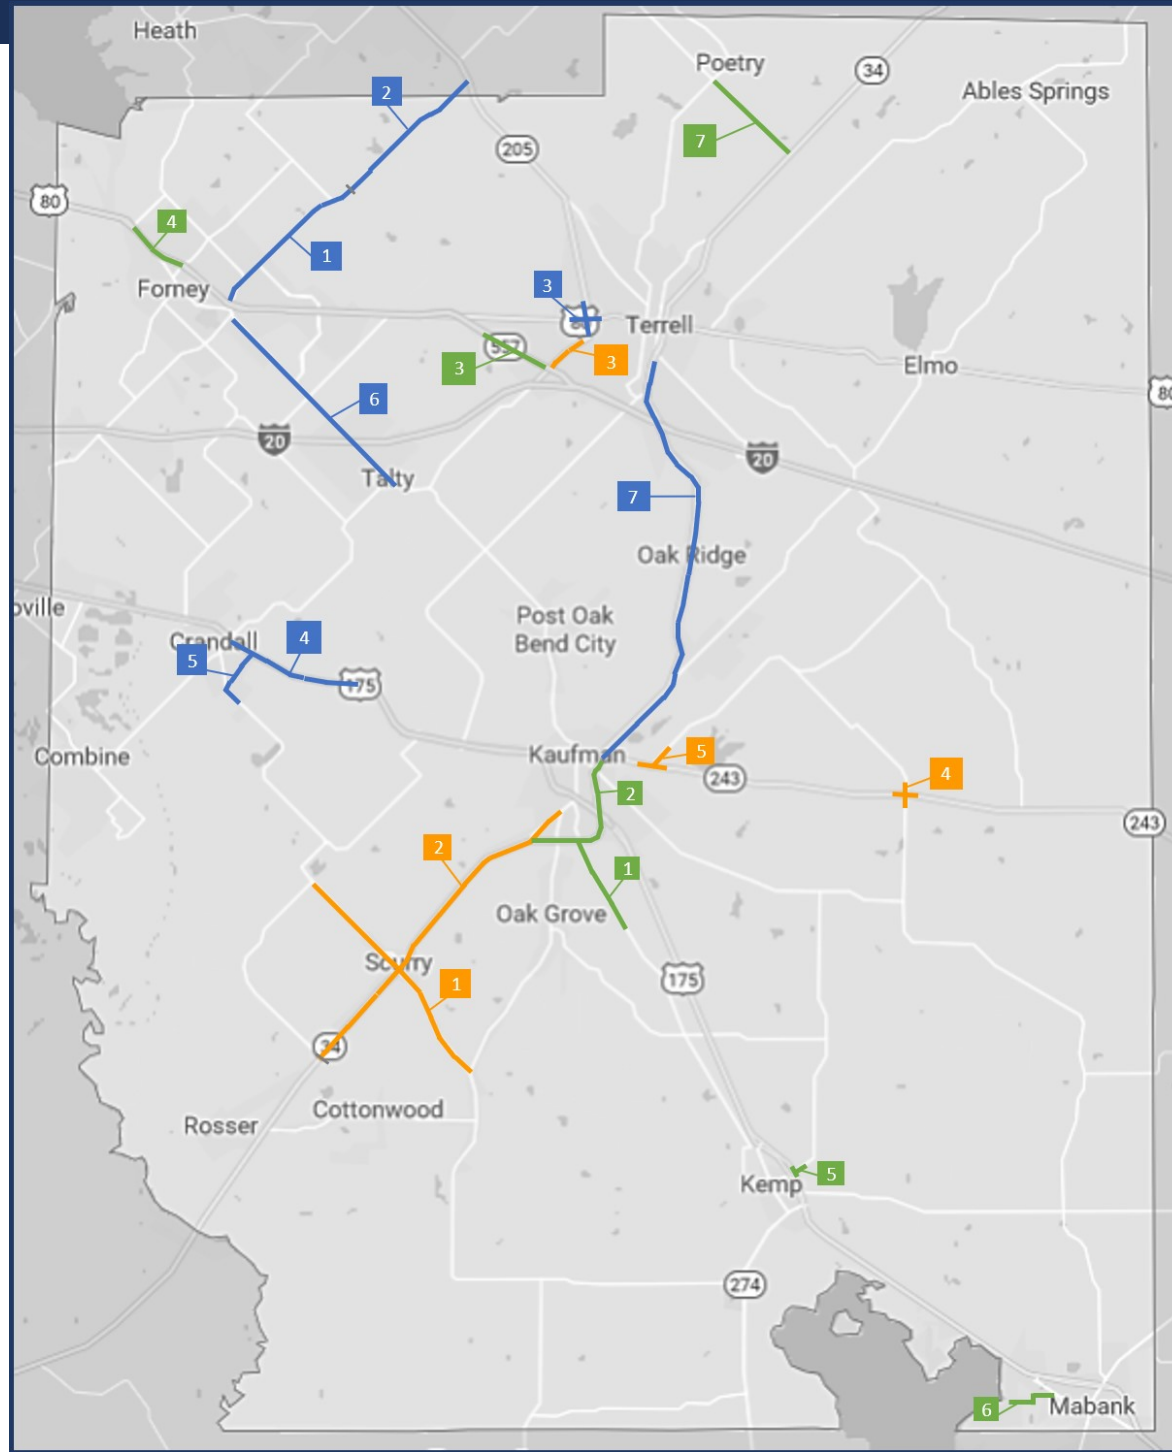 Heath
Poetry
34
Ables Springs
2
7
205
80
4
1
Forney
3
Terrell
557
3
3
Elmo
6
20
20
Talty
7
Oak Ridge
oville
Post Oak
Bend City
Crandall
4
5
175
Combine
Kaufman
5
243
4
2
243
2
1
Oak Grove
Scurry
1
175
34
Cottonwood
Rosser
5
Kemp
274
6
Mabank